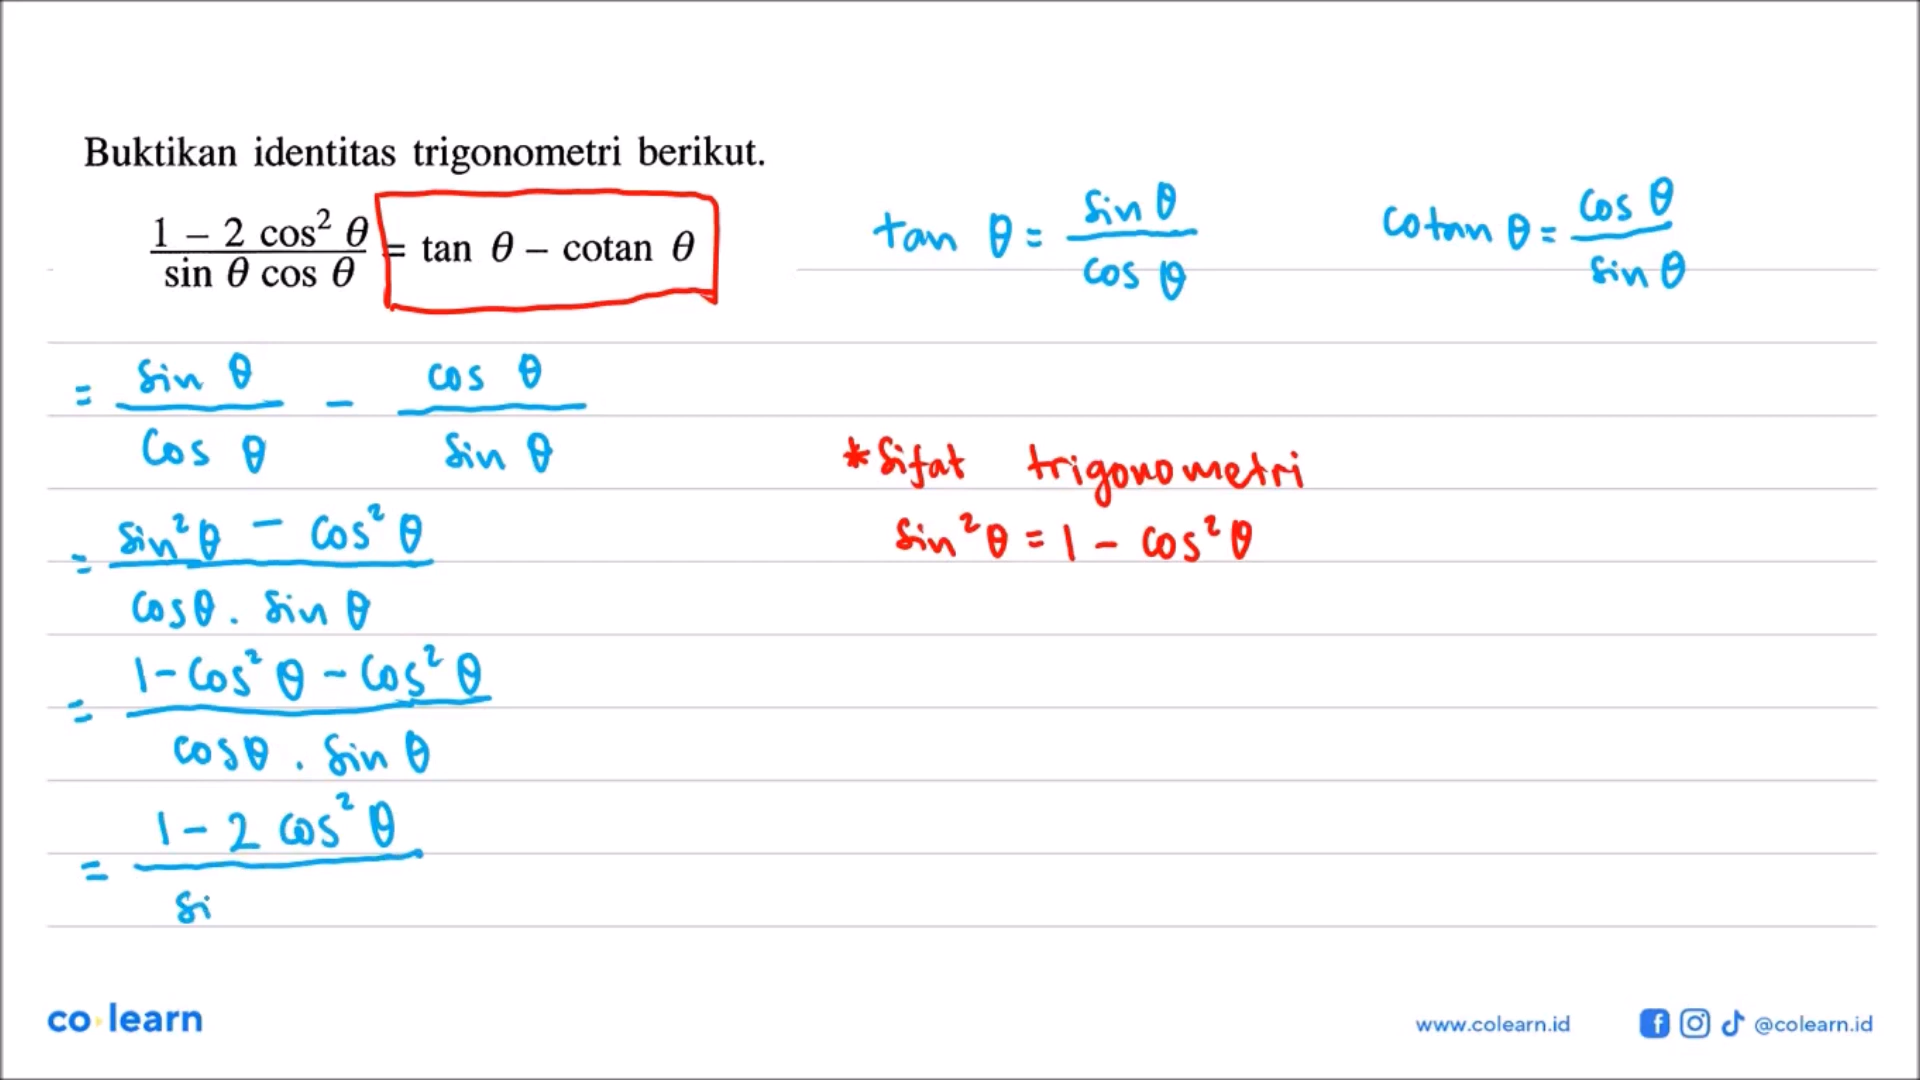 Buktikan identitas trigonometri berikut.
1 − 2 cos² θ / sin θ cos θ = tan θ − cotan θ
tan θ = sin θ / cos θ
cotan θ = cos θ / sin θ
= sin θ / cos θ − cos θ / sin θ
* Sifat trigonometri
sin² θ = 1 − cos² θ
= sin² θ − cos² θ / cos θ . sin θ
= 1 − cos² θ − cos² θ / cos θ . sin θ
= 1 − 2 cos² θ / si
co learn
www.colearn.id
@colearn.id